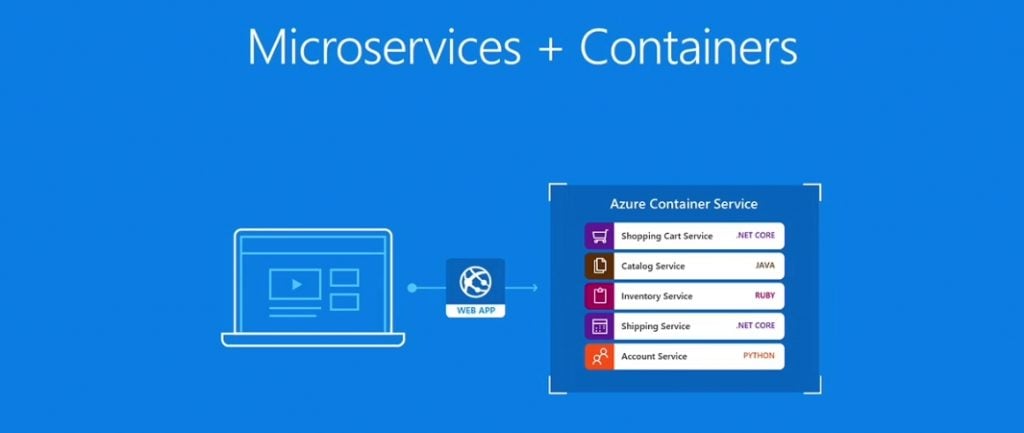 Microservices + Containers
Azure Container Service
Shopping Cart Service .NET CORE
Catalog Service JAVA
Inventory Service RUBY
Shipping Service .NET CORE
Account Service PYTHON
WEB APP